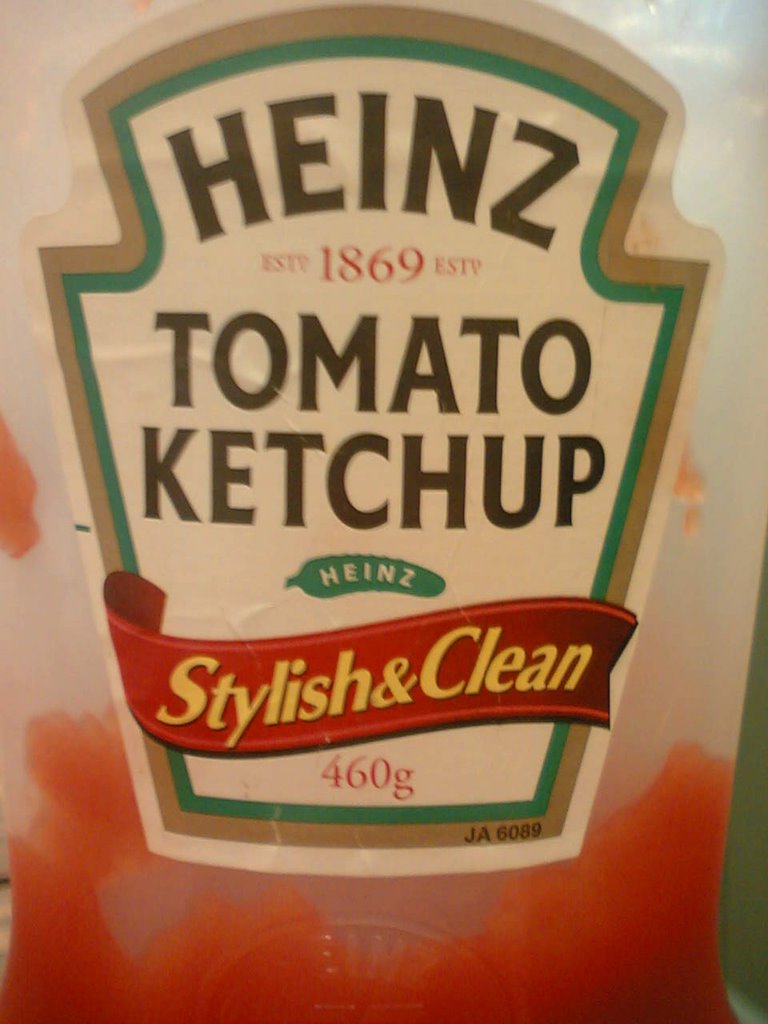 HEINZ
ESTD 1869 ESTD
TOMATO
KETCHUP
HEINZ
Stylish&Clean
460g
JA 6089